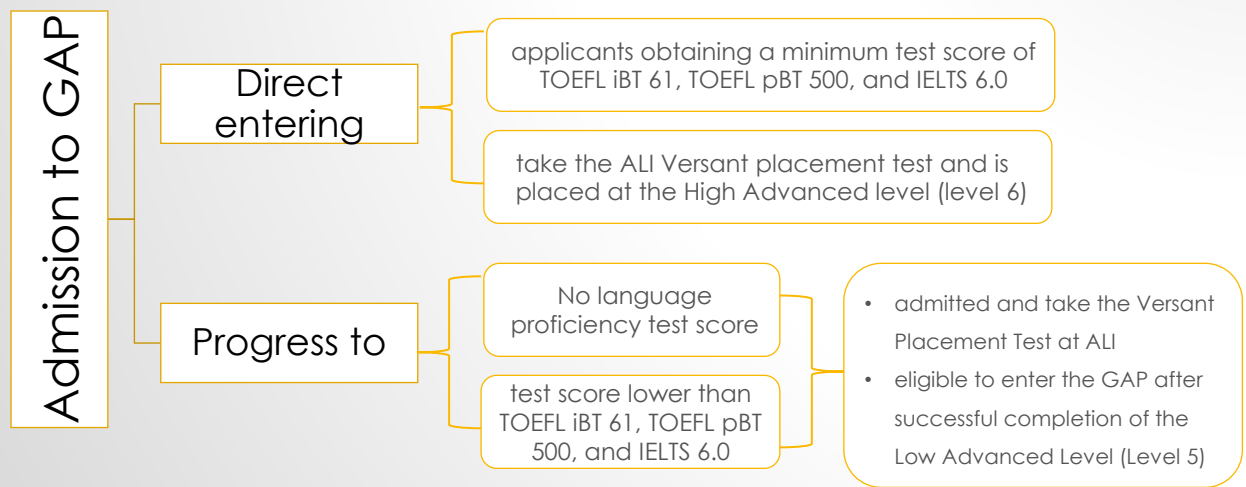 Admission to GAP
Direct
entering
applicants obtaining a minimum test score of
TOEFL iBT 61, TOEFL pBT 500, and IELTS 6.0
take the ALI Versant placement test and is
placed at the High Advanced level (level 6)
Progress to
No language
proficiency test score
test score lower than
TOEFL iBT 61, TOEFL pBT
500, and IELTS 6.0
• admitted and take the Versant
Placement Test at ALI
• eligible to enter the GAP after
successful completion of the
Low Advanced Level (Level 5)